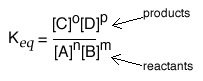 products
K_eq = [C]^o[D]^p / [A]^n[B]^m
reactants